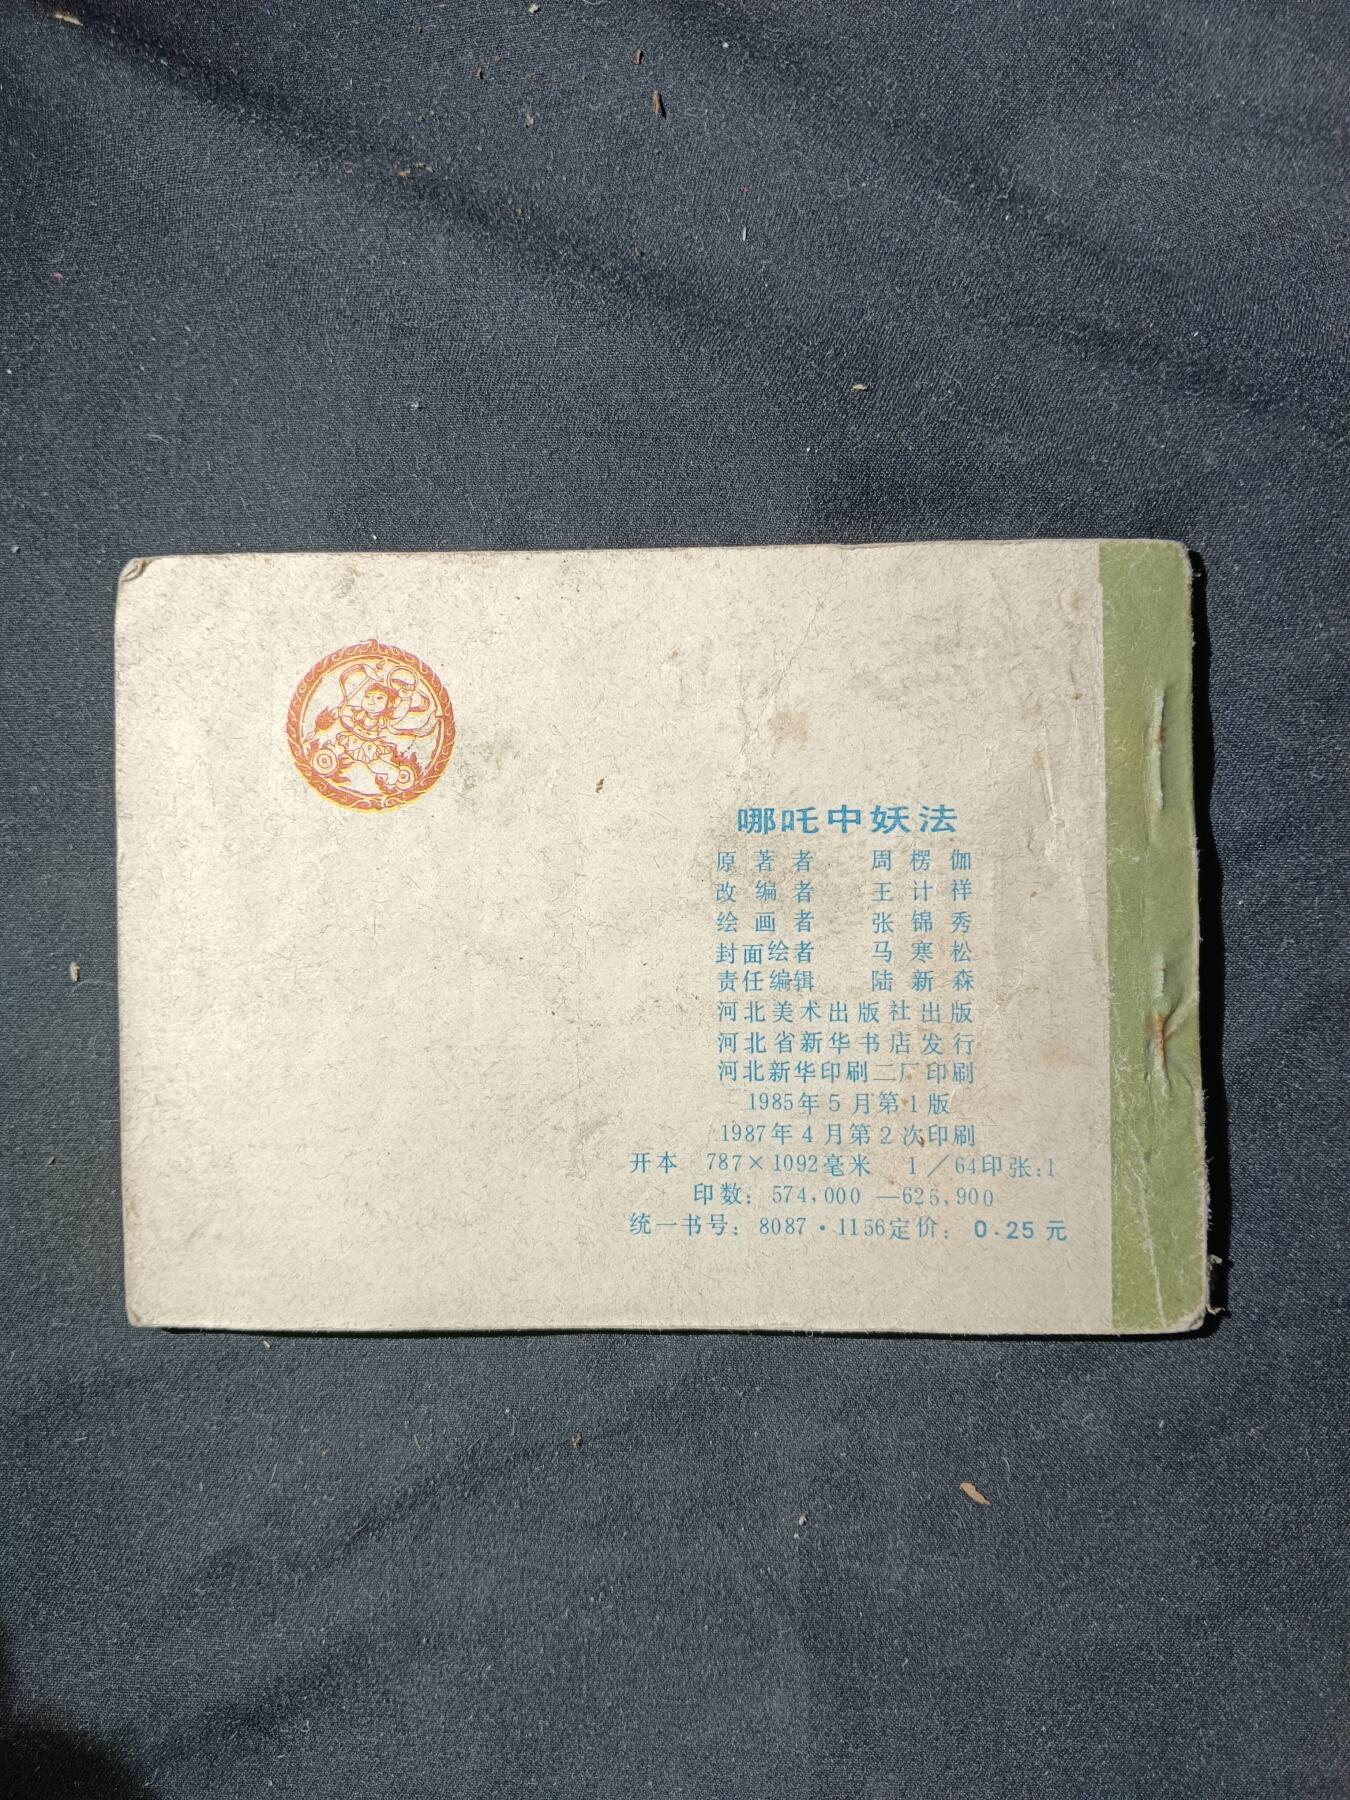 哪吒中妖法
原著者 周楞伽
改编者 王计祥
绘画者 张锦秀
封面绘者 马寒松
责任编辑 陆新森
河北美术出版社出版
河北省新华书店发行
河北新华印刷二厂印刷
1985年5月第1版
1987年4月第2次印刷
开本 787×1092毫米 1/64印张:1
印数: 574,000—625,900
统一书号: 8087·1156定价: 0.25元